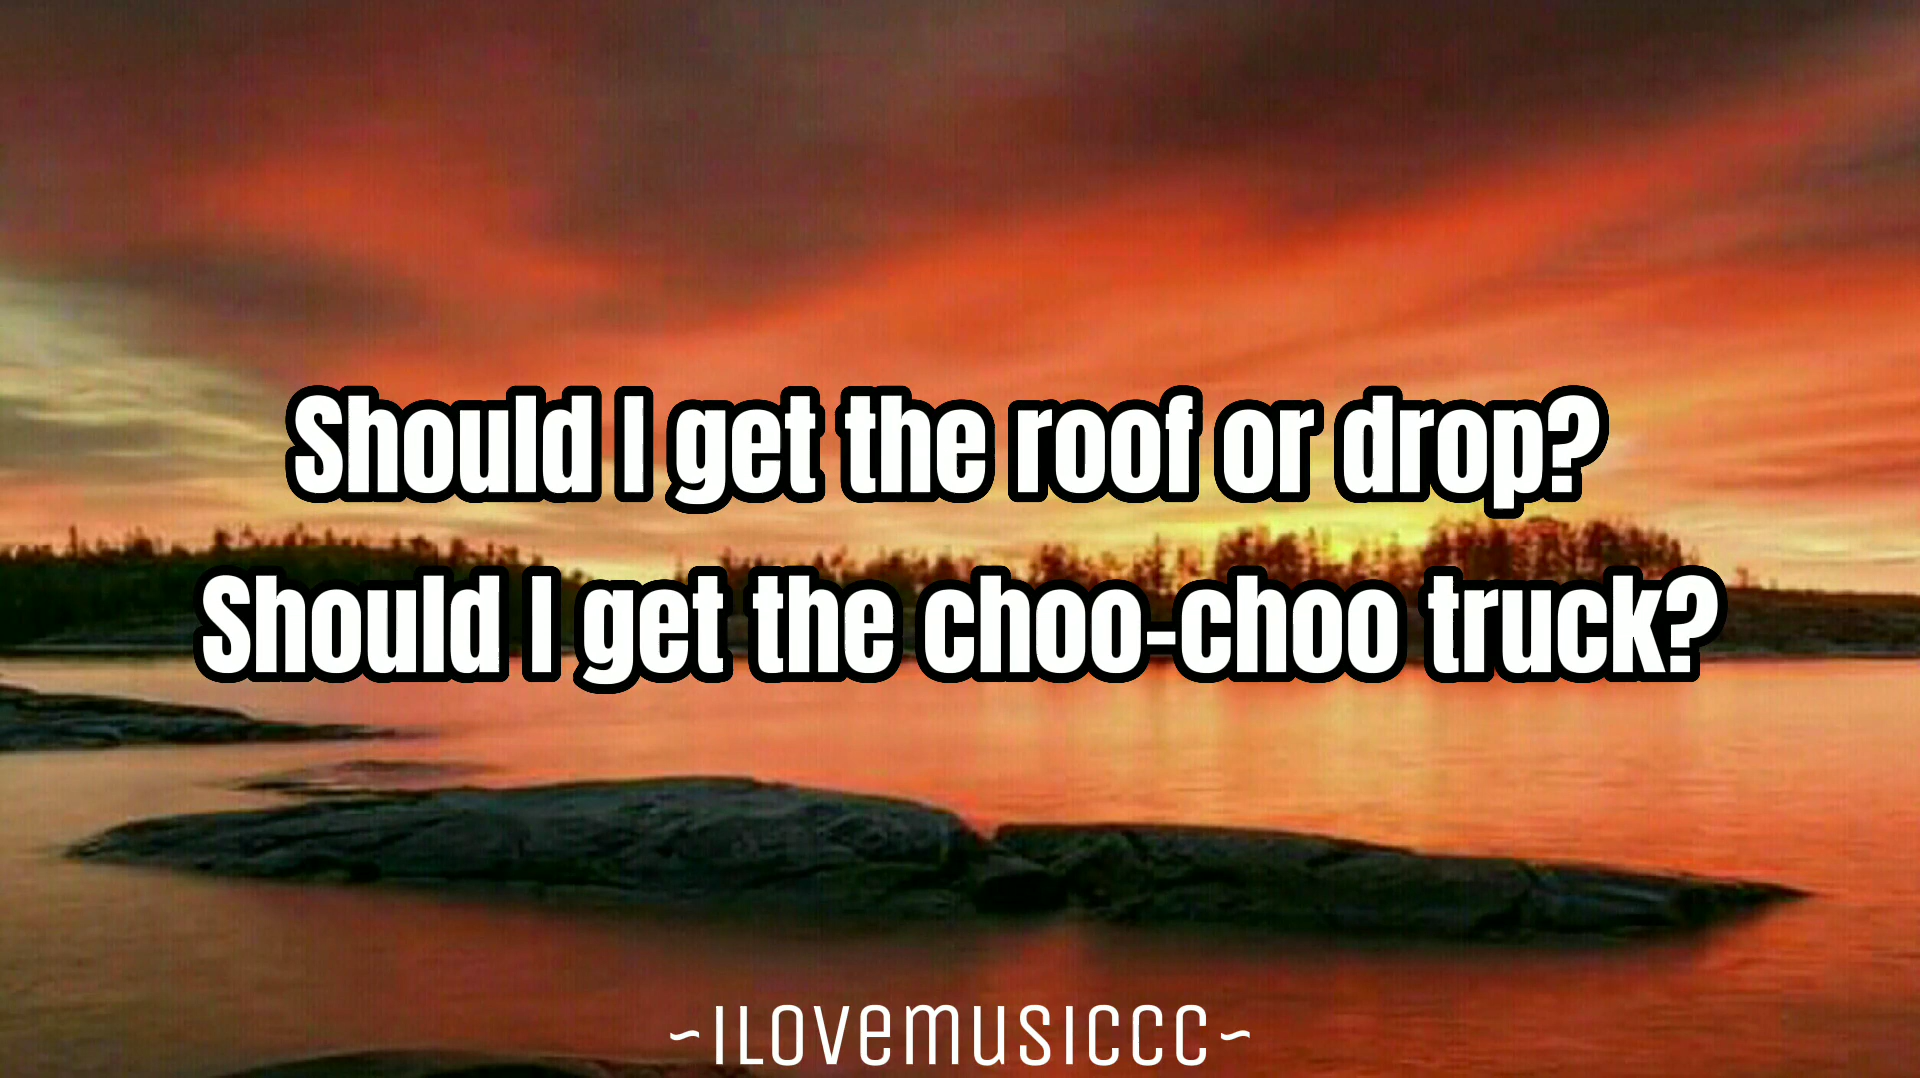 Should I get the roof or drop?
Should I get the choo-choo truck?
~ILOVEMUSICCC~